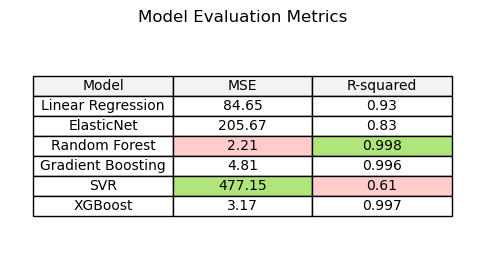 Model Evaluation Metrics
Model MSE R-squared
Linear Regression 84.65 0.93
ElasticNet 205.67 0.83
Random Forest 2.21 0.998
Gradient Boosting 4.81 0.996
SVR 477.15 0.61
XGBoost 3.17 0.997